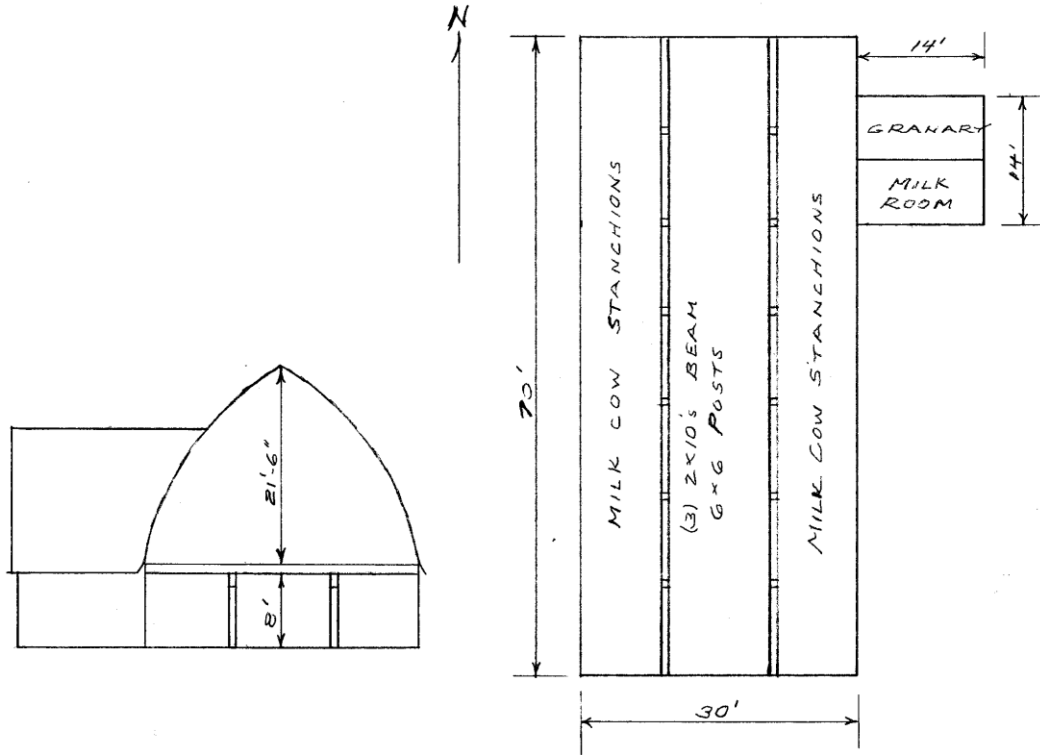 N
14'
GRANARY
MILK
ROOM
14'
MILK COW STANCHIONS
(3) 2x10's BEAM
6x6 POSTS
MILK COW STANCHIONS
70'
21'-6"
8'
30'